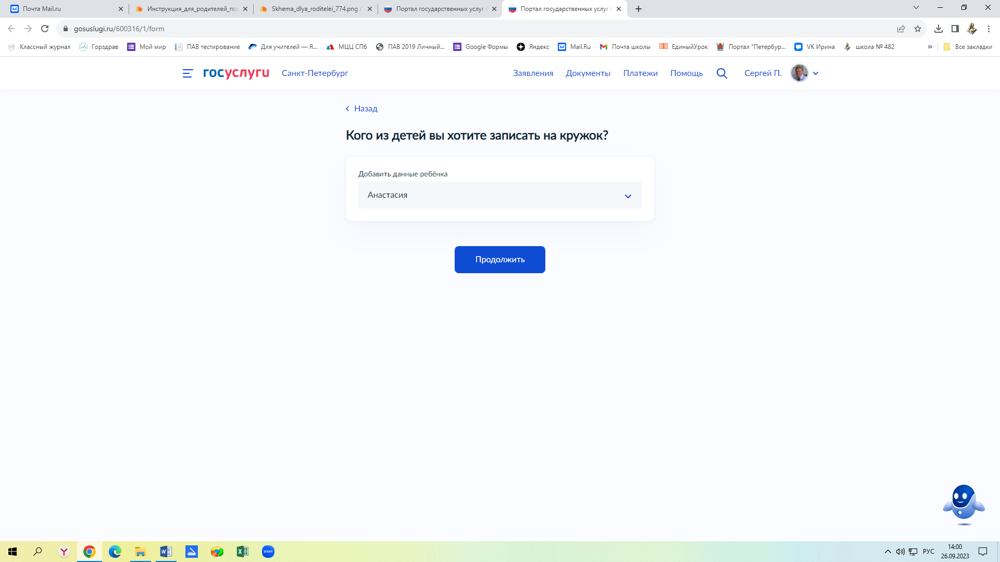 Почта Mail.ru
Инструкция_для_родителей_по
Skhema_dlya_roditelei_774.png /
Портал государственных услуг
Портал государственных услуг
gosuslugi.ru/600316/1/form
Классный журнал
Горздрав
Мой мир
ПАВ тестирование
Для учителей — Я...
МЦЦ СПб
ПАВ 2019 Личный...
Google Формы
Яндекс
Mail.Ru
Почта школы
ЕдиныйУрок
Портал "Петербур...
VK Ирина
школа № 482
»
Все закладки
госуслуги
Санкт-Петербург
Заявления
Документы
Платежи
Помощь
Сергей П.
Назад
Кого из детей вы хотите записать на кружок?
Добавить данные ребёнка
Анастасия
Продолжить
zoom
РУС
14:00
26.09.2023